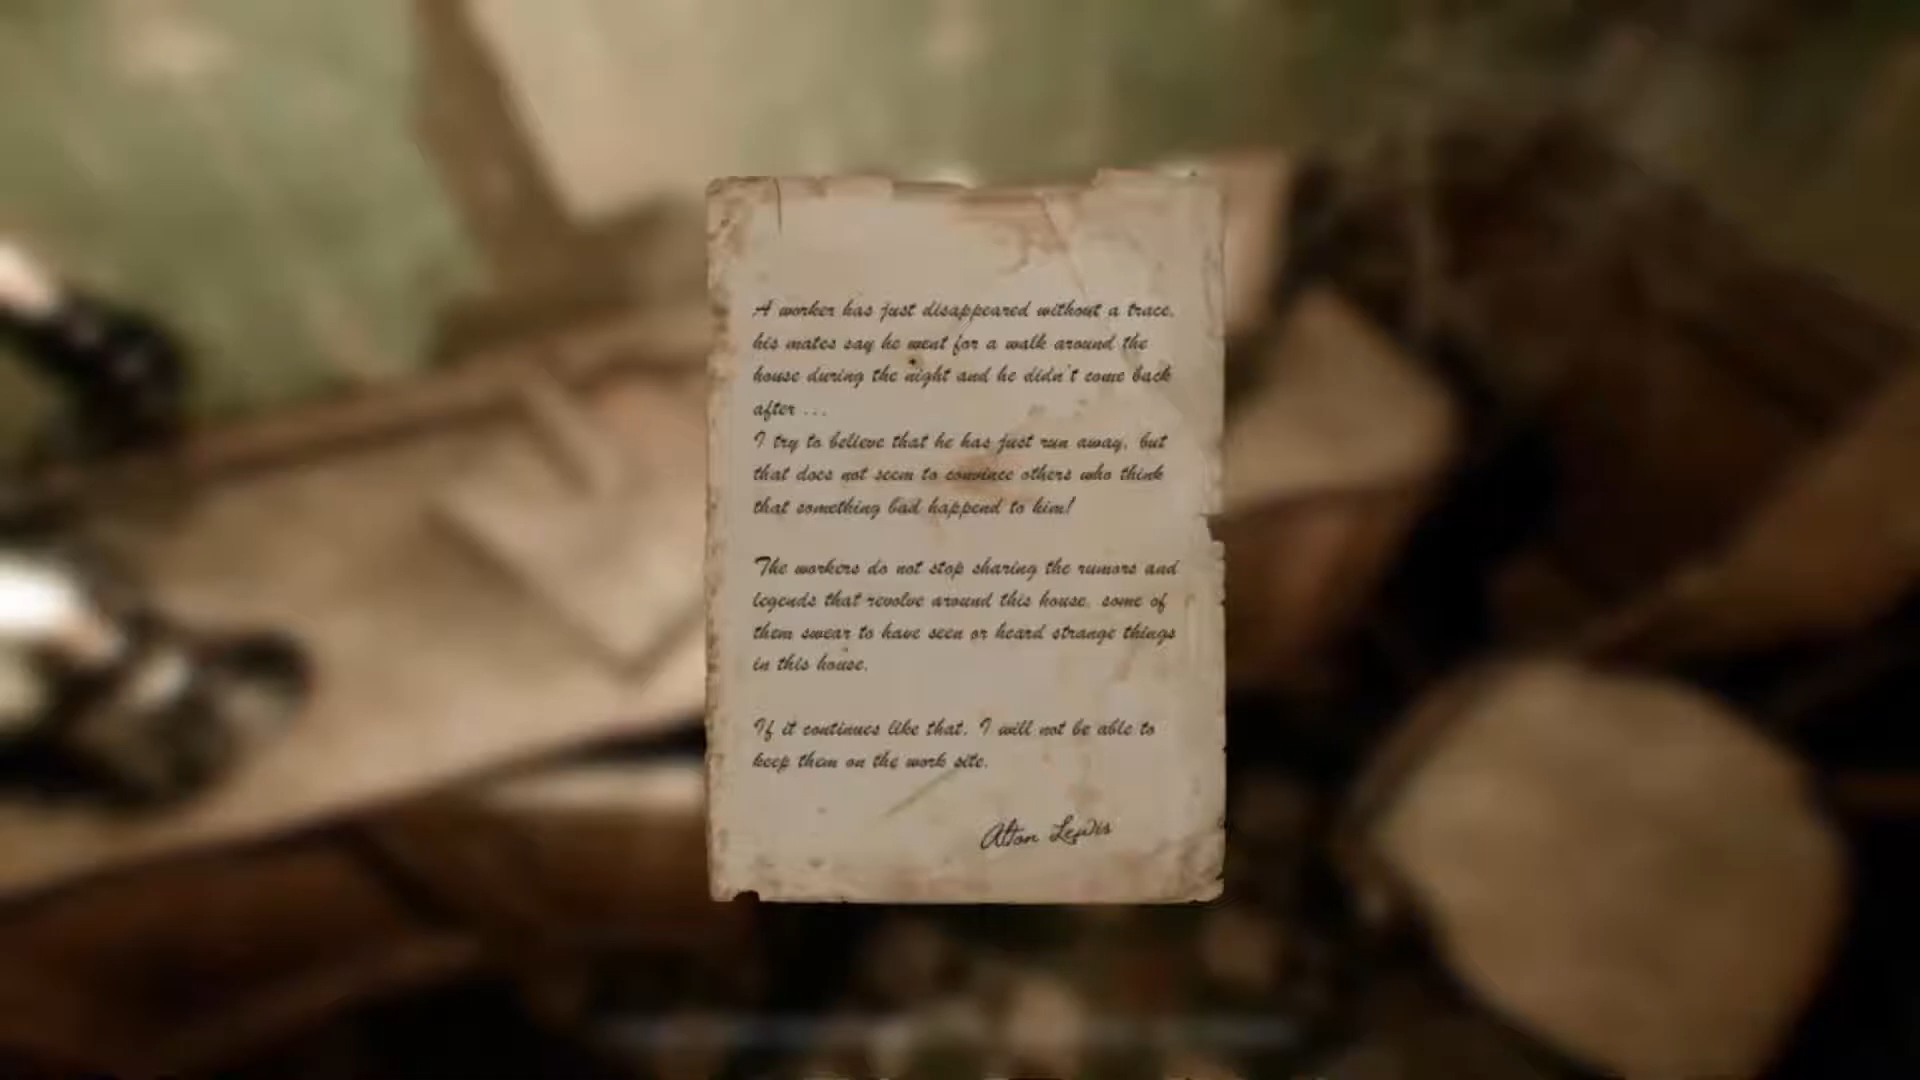 A worker has just disappeared without a trace,
his mates say he went for a walk around the
house during the night and he didn't come back
after ...
I try to believe that he has just run away, but
that does not seem to convince others who think
that something bad happend to him!
The workers do not stop sharing the rumors and
legends that revolve around this house, some of
them swear to have seen or heard strange things
in this house.
If it continues like that, I will not be able to
keep them on the work site.
Alton Lewis